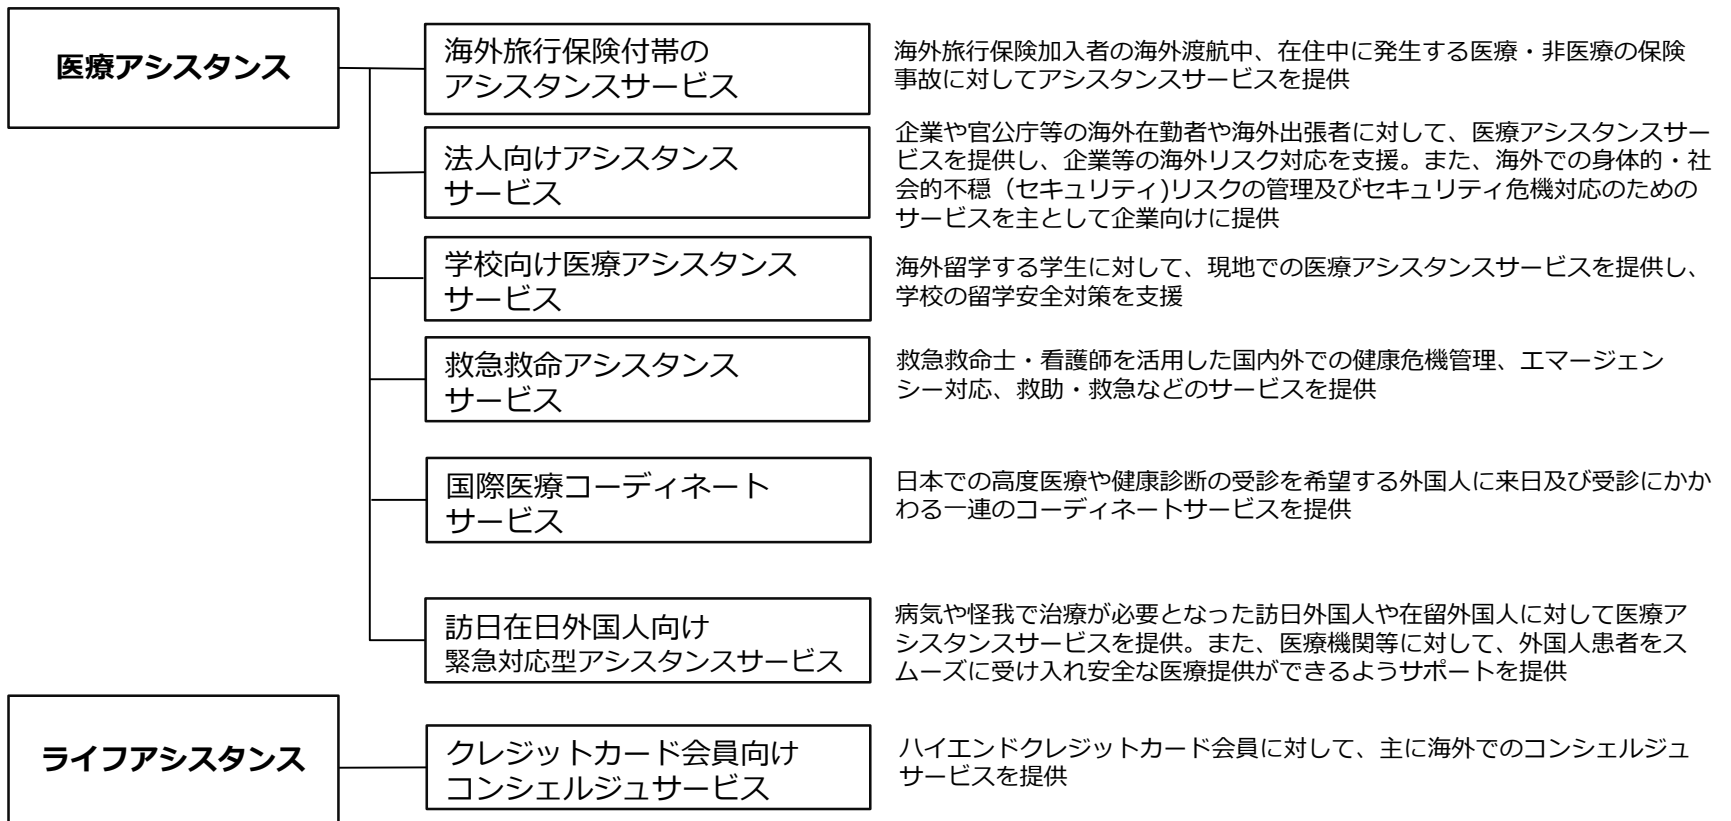 医療アシスタンス
海外旅行保険付帯の
アシスタンスサービス
海外旅行保険加入者の海外渡航中、在住中に発生する医療・非医療の保険
事故に対してアシスタンスサービスを提供
法人向けアシスタンス
サービス
企業や官公庁等の海外在勤者や海外出張者に対して、医療アシスタンスサー
ビスを提供し、企業等の海外リスク対応を支援。また、海外での身体的・社
会的不穏（セキュリティ)リスクの管理及びセキュリティ危機対応のための
サービスを主として企業向けに提供
学校向け医療アシスタンス
サービス
海外留学する学生に対して、現地での医療アシスタンスサービスを提供し、
学校の留学安全対策を支援
救急救命アシスタンス
サービス
救急救命士・看護師を活用した国内外での健康危機管理、エマージェン
シー対応、救助・救急などのサービスを提供
国際医療コーディネート
サービス
日本での高度医療や健康診断の受診を希望する外国人に来日及び受診にかか
わる一連のコーディネートサービスを提供
訪日在日外国人向け
緊急対応型アシスタンスサービス
病気や怪我で治療が必要となった訪日外国人や在留外国人に対して医療ア
シスタンスサービスを提供。また、医療機関等に対して、外国人患者をス
ムーズに受け入れ安全な医療提供ができるようサポートを提供
ライフアシスタンス
クレジットカード会員向け
コンシェルジュサービス
ハイエンドクレジットカード会員に対して、主に海外でのコンシェルジュ
サービスを提供